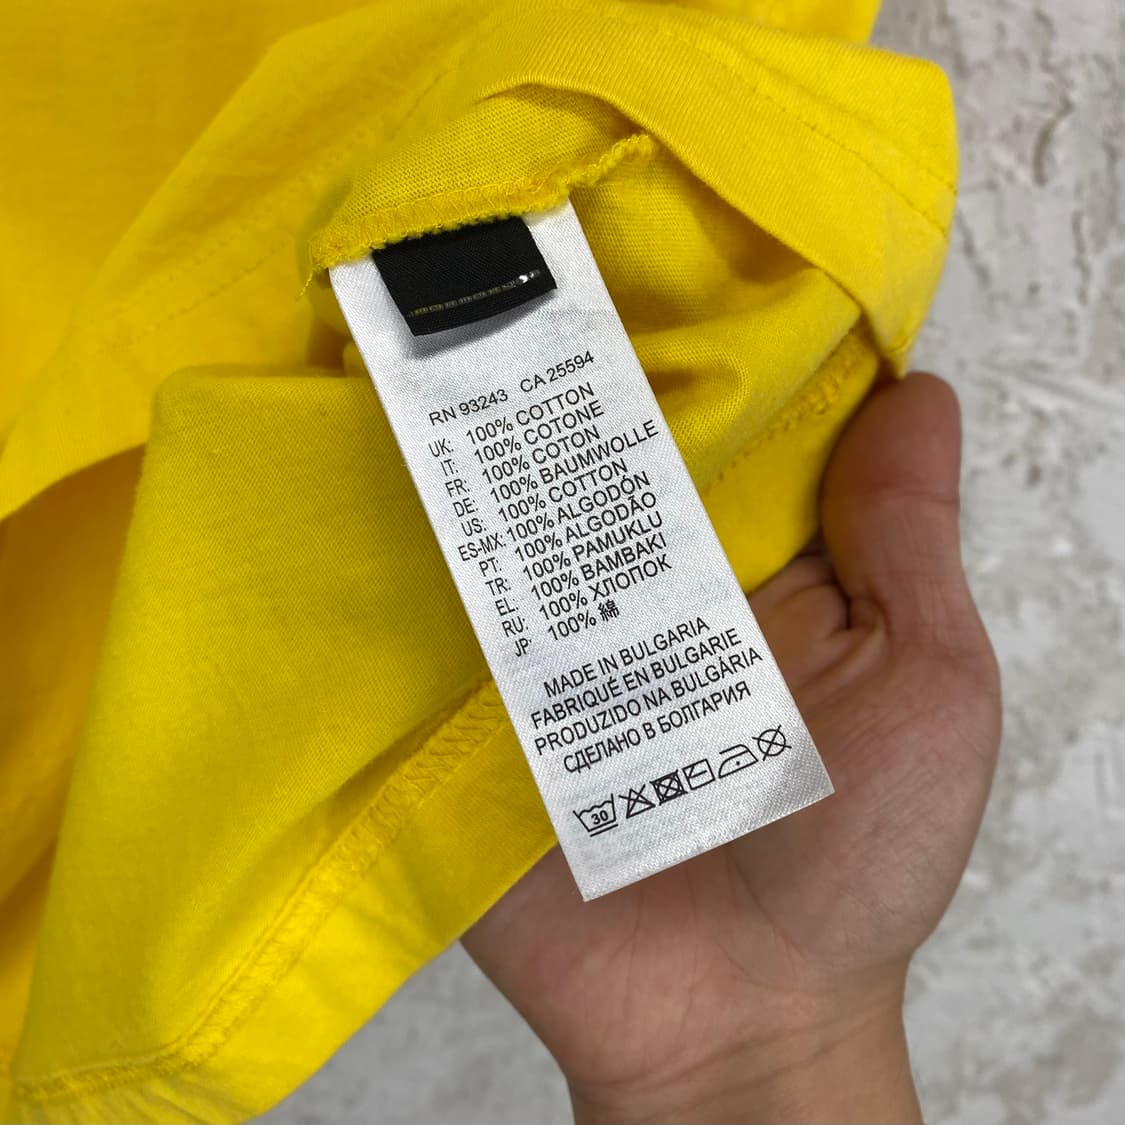 RN 93243 CA 25594
UK: 100% COTTON
IT: 100% COTONE
FR: 100% COTON
DE: 100% BAUMWOLLE
US: 100% COTTON
ES-MX: 100% ALGODÓN
PT: 100% ALGODÃO
TR: 100% PAMUKLU
EL: 100% BAMBAKI
RU: 100% ХЛОПОК
JP: 100% 綿
MADE IN BULGARIA
FABRIQUÉ EN BULGARIE
PRODUZIDO NA BULGÁRIA
СДЕЛАНО В БОЛГАРИЯ
30